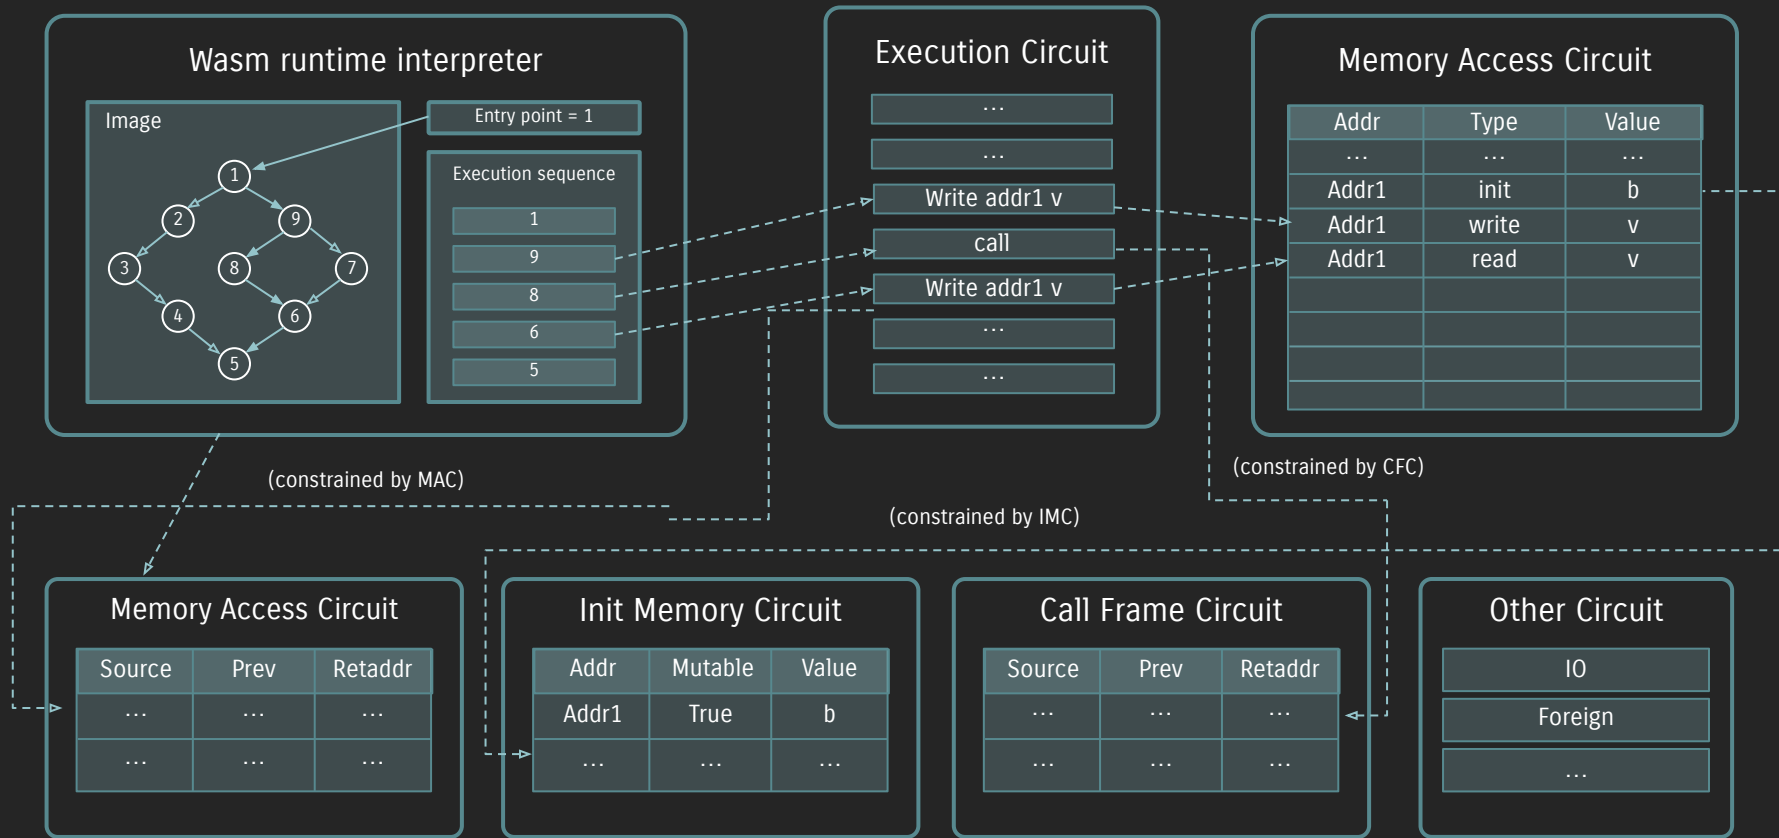 Wasm runtime interpreter
Image
Entry point = 1
1
2
9
3
8
7
4
6
5
Execution sequence
1
9
8
6
5
Execution Circuit
...
...
Write addr1 v
call
Write addr1 v
...
...
Memory Access Circuit
Addr Type Value
... ... ...
Addr1 init b
Addr1 write v
Addr1 read v
(constrained by MAC)
(constrained by CFC)
(constrained by IMC)
Memory Access Circuit
Source Prev Retaddr
... ... ...
... ... ...
Init Memory Circuit
Addr Mutable Value
Addr1 True b
... ... ...
Call Frame Circuit
Source Prev Retaddr
... ... ...
... ... ...
Other Circuit
IO
Foreign
...